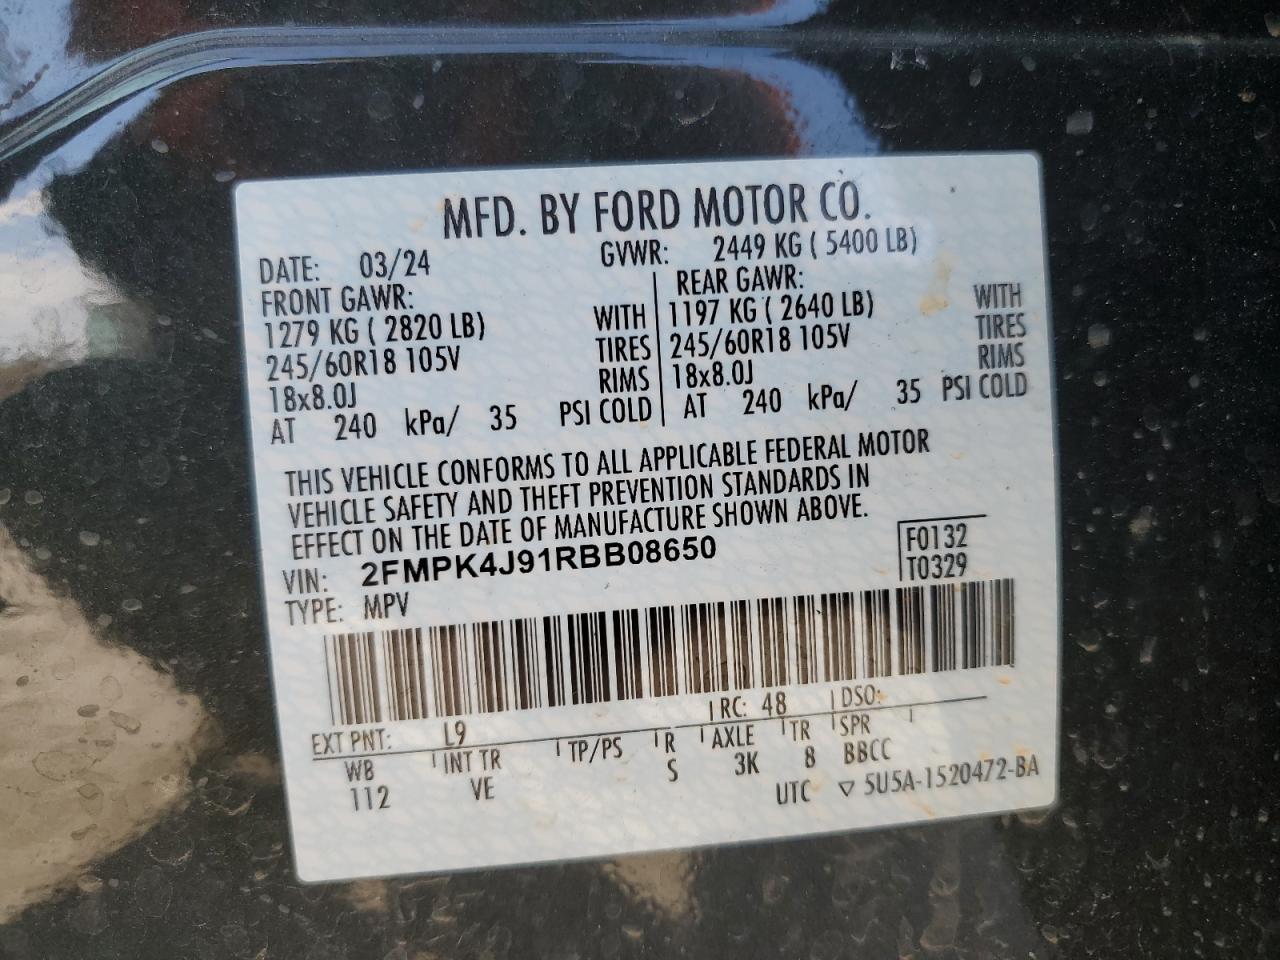 MFD. BY FORD MOTOR CO.
DATE: 03/24 GVWR: 2449 KG ( 5400 LB)
FRONT GAWR: REAR GAWR:
1279 KG ( 2820 LB) WITH 1197 KG ( 2640 LB) WITH
245/60R18 105V TIRES 245/60R18 105V TIRES
18x8.0J RIMS 18x8.0J RIMS
AT 240 kPa/ 35 PSI COLD AT 240 kPa/ 35 PSI COLD
THIS VEHICLE CONFORMS TO ALL APPLICABLE FEDERAL MOTOR
VEHICLE SAFETY AND THEFT PREVENTION STANDARDS IN
EFFECT ON THE DATE OF MANUFACTURE SHOWN ABOVE.
VIN: 2FMPK4J91RBB08650 F0132
TYPE: MPV T0329
EXT PNT: L9 RC: 48 DSO:
WB INT TR TP/PS R AXLE TR SPR
112 VE S 3K 8 BBCC
UTC ▽ 5U5A-1520472-BA